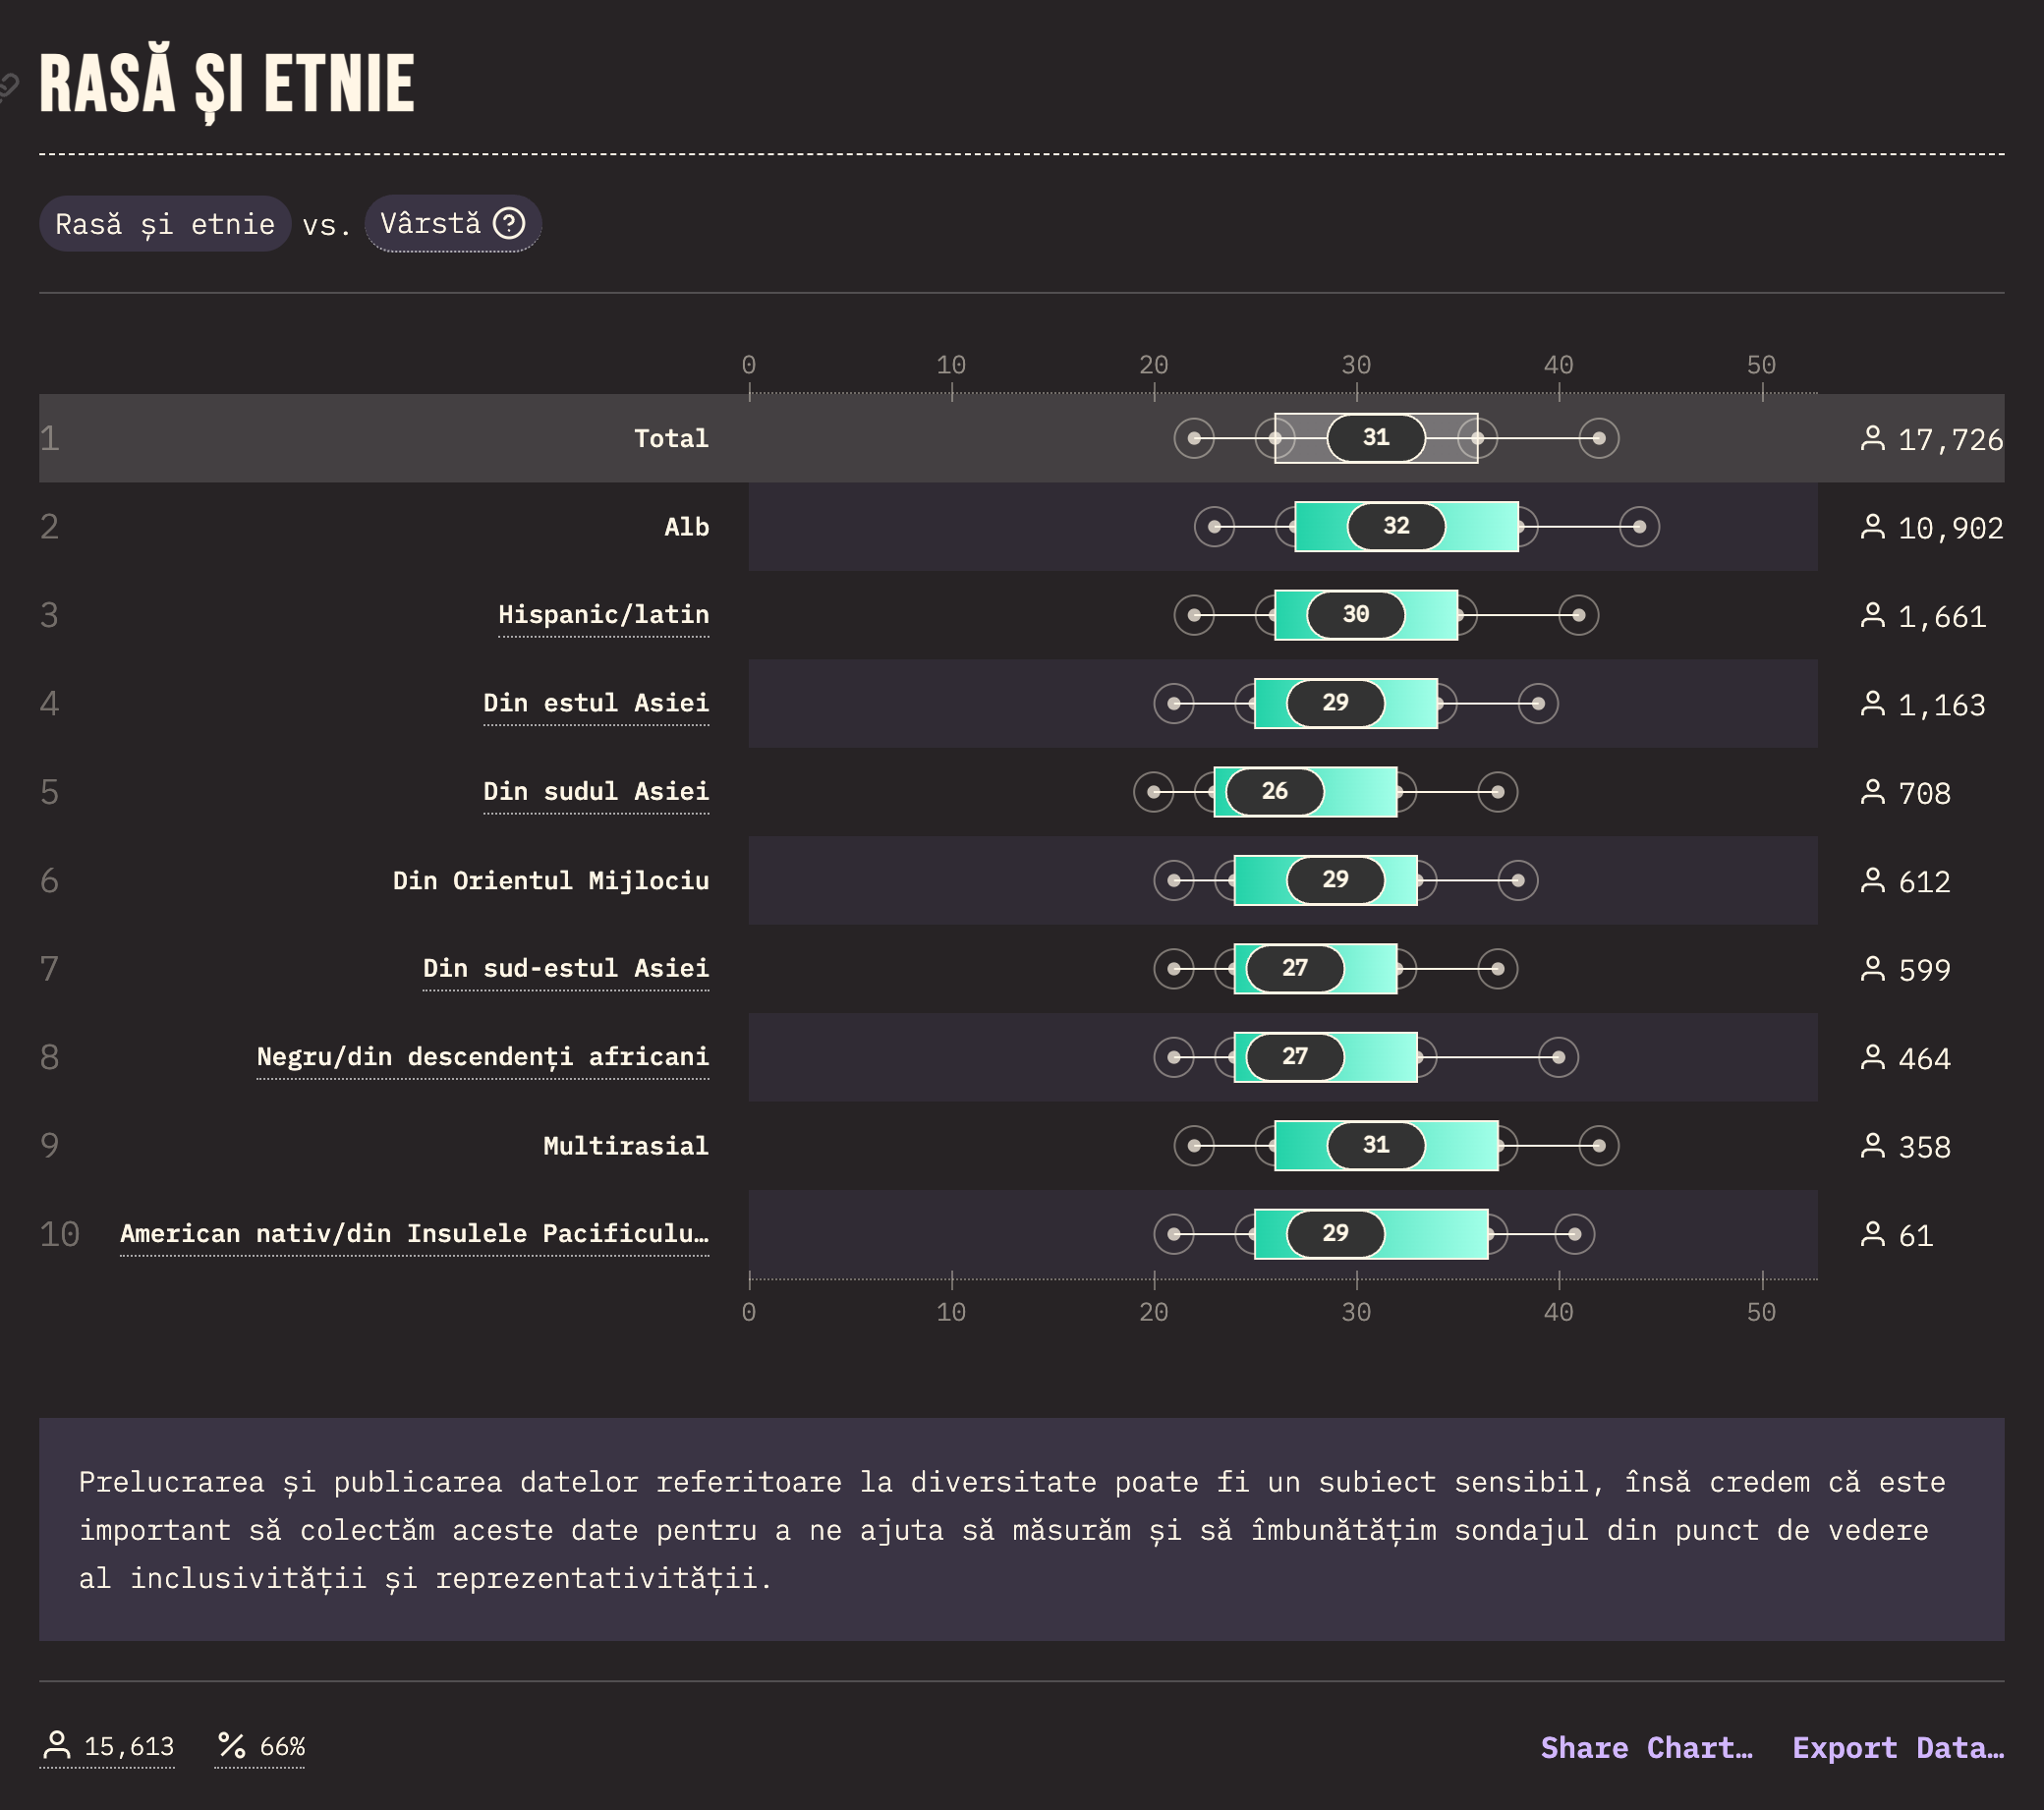 RASĂ ȘI ETNIE
Rasă și etnie vs. Vârstă ?
0 10 20 30 40 50
1 Total 31 17,726
2 Alb 32 10,902
3 Hispanic/latin 30 1,661
4 Din estul Asiei 29 1,163
5 Din sudul Asiei 26 708
6 Din Orientul Mijlociu 29 612
7 Din sud-estul Asiei 27 599
8 Negru/din descendenți africani 27 464
9 Multirasial 31 358
10 American nativ/din Insulele Pacificulu… 29 61
0 10 20 30 40 50
Prelucrarea și publicarea datelor referitoare la diversitate poate fi un subiect sensibil, însă credem că este
important să colectăm aceste date pentru a ne ajuta să măsurăm și să îmbunătățim sondajul din punct de vedere
al inclusivității și reprezentativității.
15,613 % 66% Share Chart… Export Data…